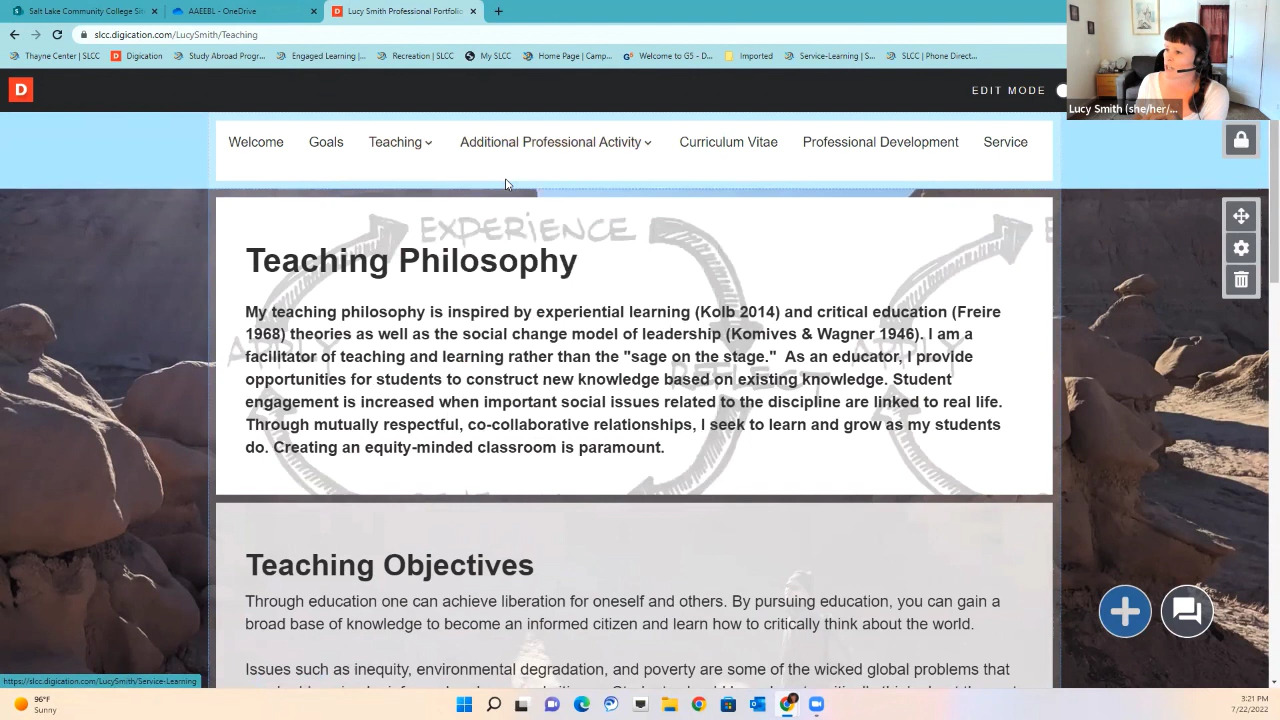 Salt Lake Community College Sit
AAEEBL - OneDrive
Lucy Smith Professional Portfolio
slcc.digication.com/LucySmith/Teaching
Thayne Center | SLCC
Digication
Study Abroad Progr...
Engaged Learning |...
Recreation | SLCC
My SLCC
Home Page | Camp...
Welcome to G5 - D...
Imported
Service-Learning | S...
SLCC | Phone Direct...
D
EDIT MODE
Lucy Smith (she/her/...
Welcome
Goals
Teaching
Additional Professional Activity
Curriculum Vitae
Professional Development
Service
EXPERIENCE
Teaching Philosophy
My teaching philosophy is inspired by experiential learning (Kolb 2014) and critical education (Freire
1968) theories as well as the social change model of leadership (Komives & Wagner 1946). I am a
facilitator of teaching and learning rather than the "sage on the stage."  As an educator, I provide
opportunities for students to construct new knowledge based on existing knowledge. Student
engagement is increased when important social issues related to the discipline are linked to real life.
Through mutually respectful, co-collaborative relationships, I seek to learn and grow as my students
do. Creating an equity-minded classroom is paramount.
APPLY
REFLECT
APPLY
Teaching Objectives
Through education one can achieve liberation for oneself and others. By pursuing education, you can gain a
broad base of knowledge to become an informed citizen and learn how to critically think about the world.
Issues such as inequity, environmental degradation, and poverty are some of the wicked global problems that
https://slcc.digication.com/LucySmith/Service-Learning
96°F
Sunny
3:21 PM
7/22/2022